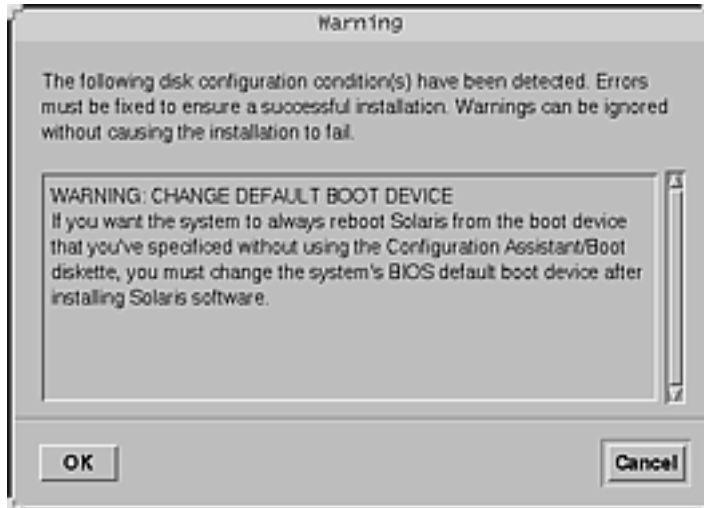 Warning
The following disk configuration condition(s) have been detected. Errors
must be fixed to ensure a successful installation. Warnings can be ignored
without causing the installation to fail.
WARNING: CHANGE DEFAULT BOOT DEVICE
If you want the system to always reboot Solaris from the boot device
that you've specificed without using the Configuration Assistant/Boot
diskette, you must change the system's BIOS default boot device after
installing Solaris software.
OK
Cancel